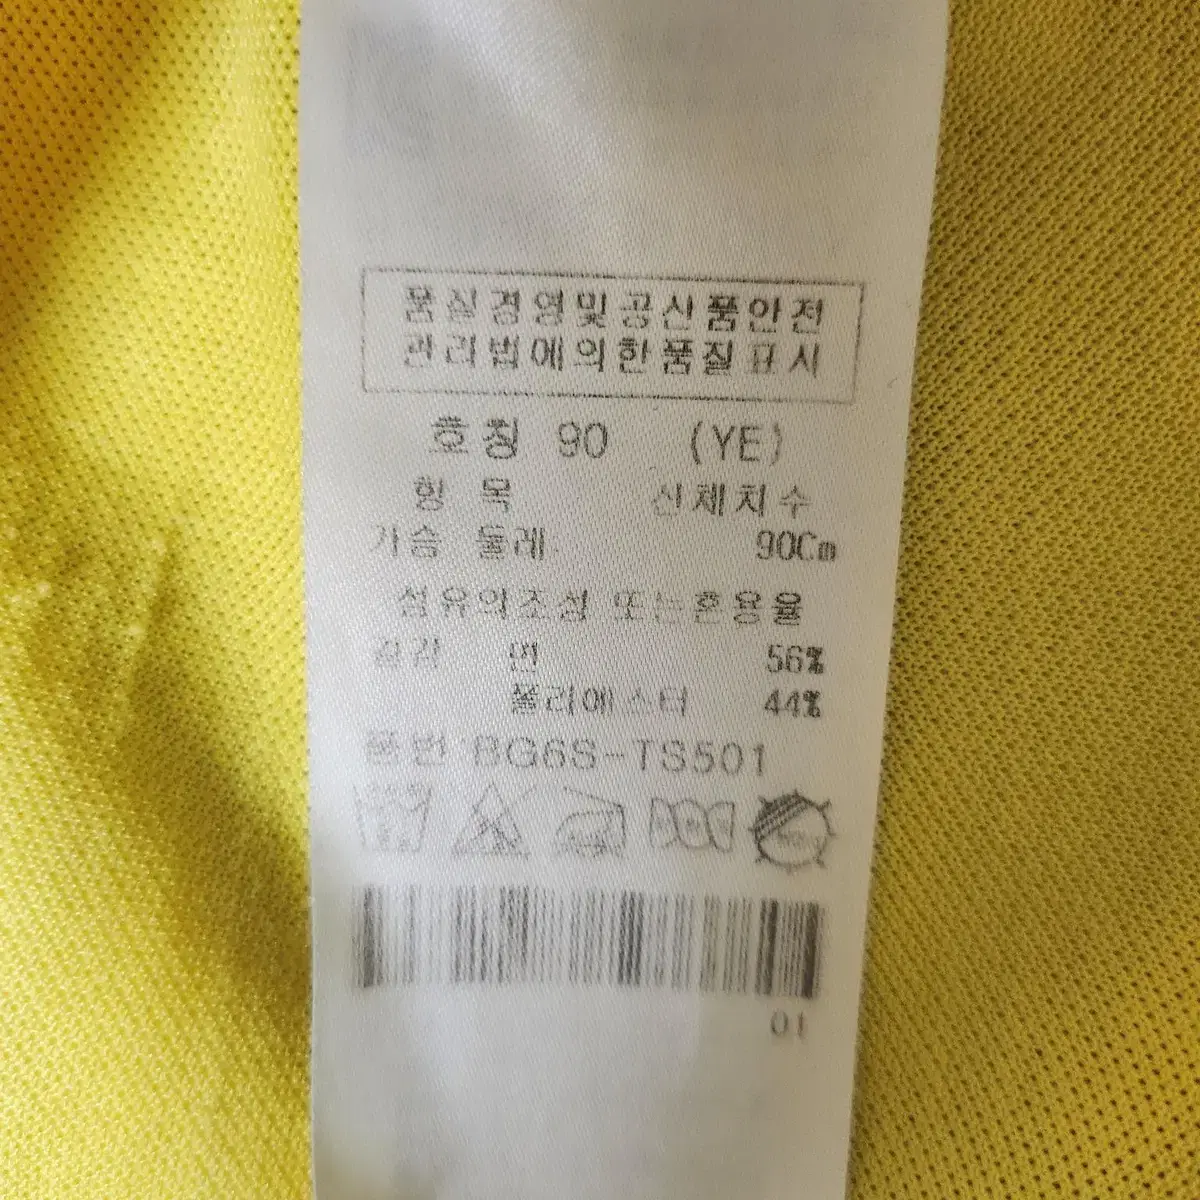 품질경영및공산품안전
관리법에의한품질표시
호칭 90 (YE)
항 목 신체치수
가슴 둘레 90Cm
섬유의조성 또는혼용율
겉감 면 56%
폴리에스터 44%
품번 BG6S-TS501
01